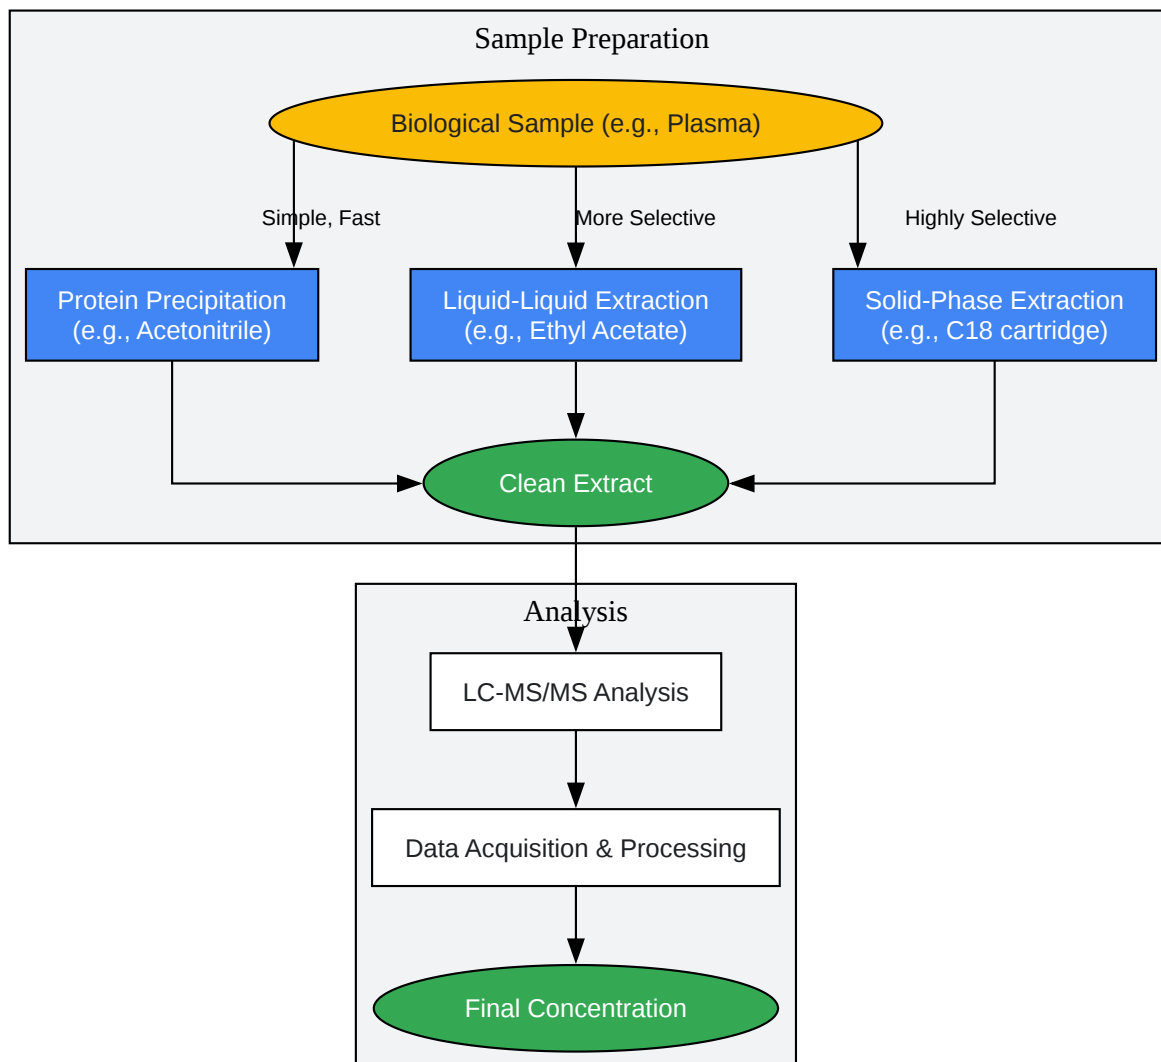 Sample Preparation
Biological Sample (e.g., Plasma)
Simple, Fast
More Selective
Highly Selective
Protein Precipitation
(e.g., Acetonitrile)
Liquid-Liquid Extraction
(e.g., Ethyl Acetate)
Solid-Phase Extraction
(e.g., C18 cartridge)
Clean Extract
Analysis
LC-MS/MS Analysis
Data Acquisition & Processing
Final Concentration